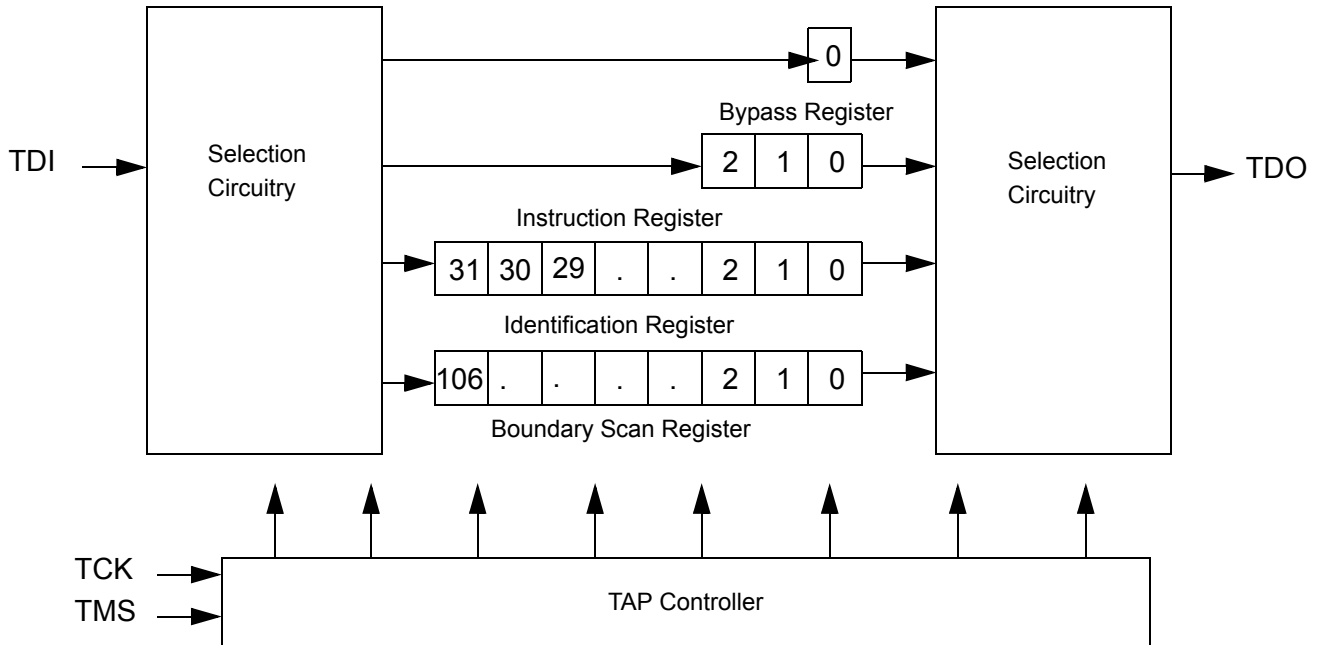 0
Bypass Register
TDI
Selection
Circuitry
2 1 0
Selection
Circuitry
TDO
Instruction Register
31 30 29 . . 2 1 0
Identification Register
106 . . . . 2 1 0
Boundary Scan Register
TCK
TMS
TAP Controller